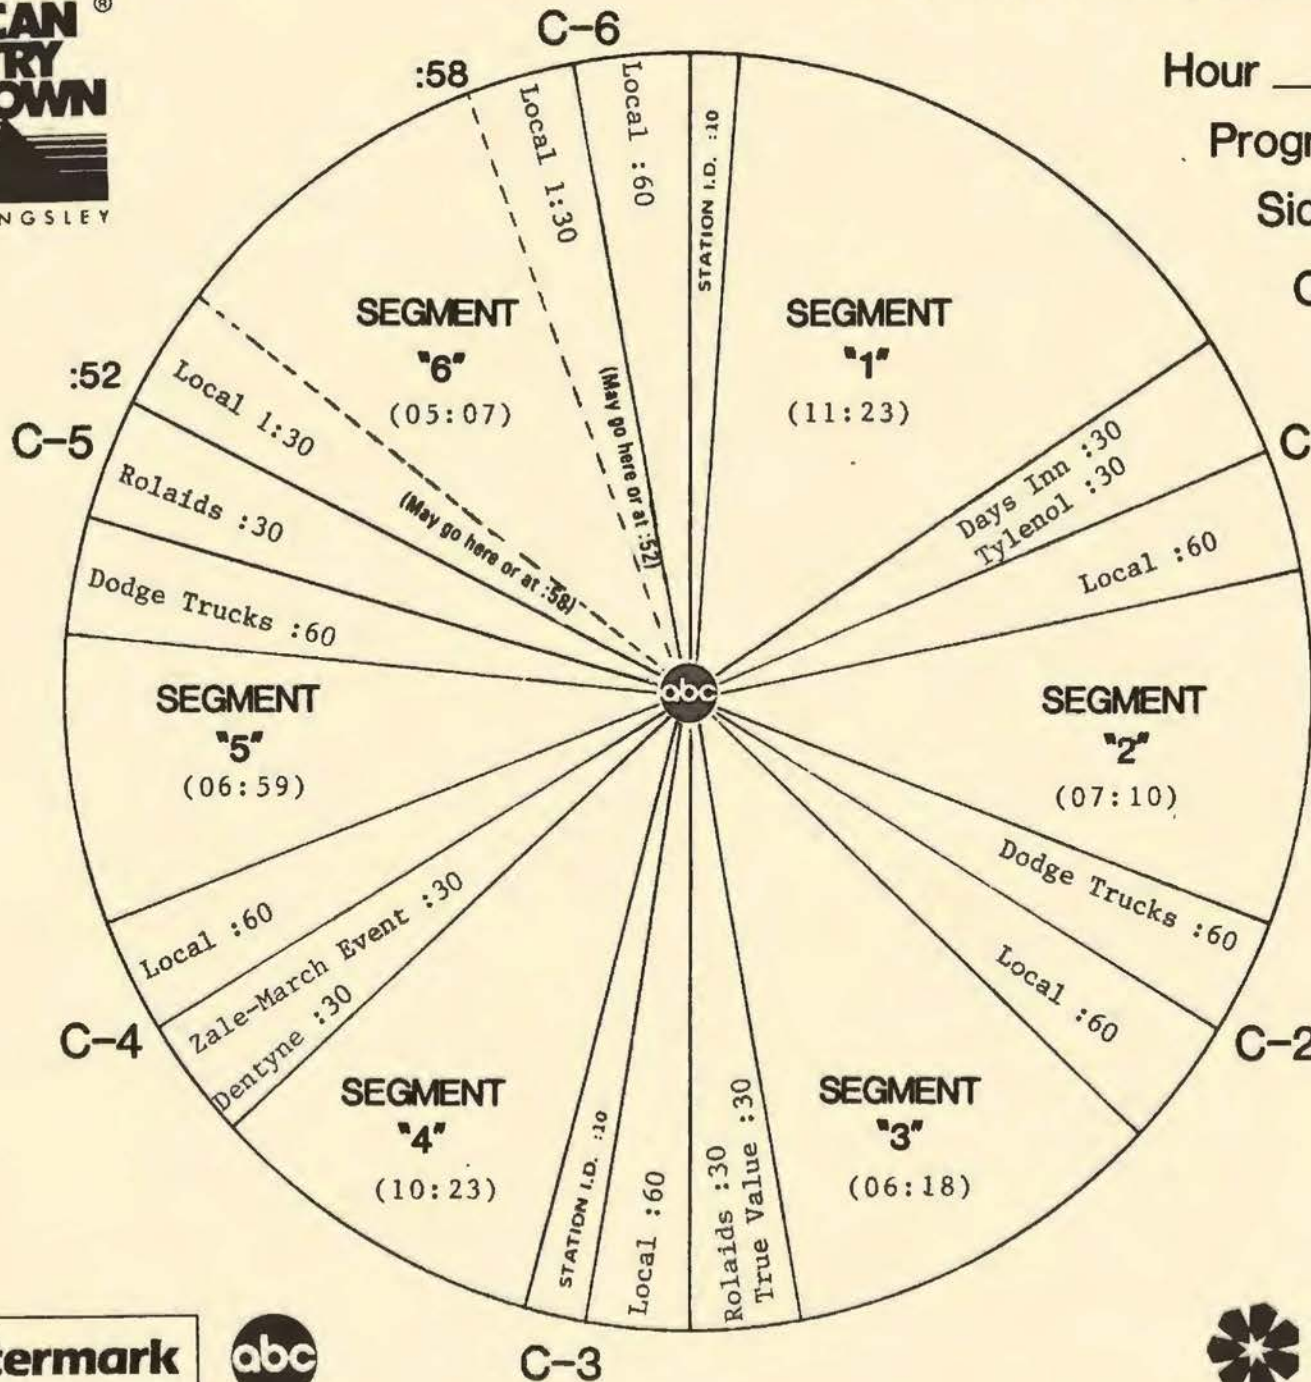 CAN ®
TRY
OWN
NGSLEY
Hour
C-6
:58
Local 1:30
(May go here or at :52)
Local :60
STATION I.D. :10
SEGMENT
"1"
(11:23)
Days Inn :30
Tylenol :30
Local :60
SEGMENT
"2"
(07:10)
Dodge Trucks :60
C-2
Local :60
SEGMENT
"3"
(06:18)
Rolaids :30
True Value :30
C-3
Local :60
STATION I.D. :10
SEGMENT
"4"
(10:23)
Dentyne :30
Zale-March Event :30
C-4
Local :60
SEGMENT
"5"
(06:59)
Dodge Trucks :60
Rolaids :30
C-5
:52
Local 1:30
(May go here or at :58)
SEGMENT
"6"
(05:07)
abc
termark
abc